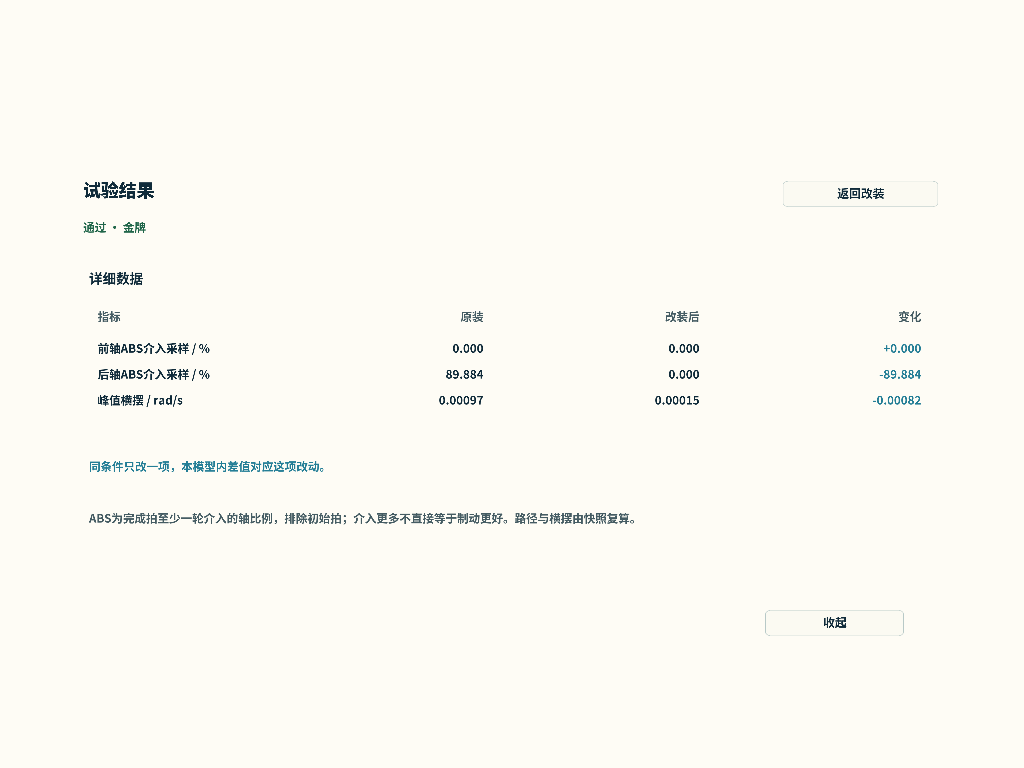 试验结果
返回改装
通过 · 金牌
详细数据
指标 原装 改装后 变化
前轴ABS介入采样 / % 0.000 0.000 +0.000
后轴ABS介入采样 / % 89.884 0.000 -89.884
峰值横摆 / rad/s 0.00097 0.00015 -0.00082
同条件只改一项，本模型内差值对应这项改动。
ABS为完成拍至少一轮介入的轴比例，排除初始拍；介入更多不直接等于制动更好。路径与横摆由快照复算。
收起